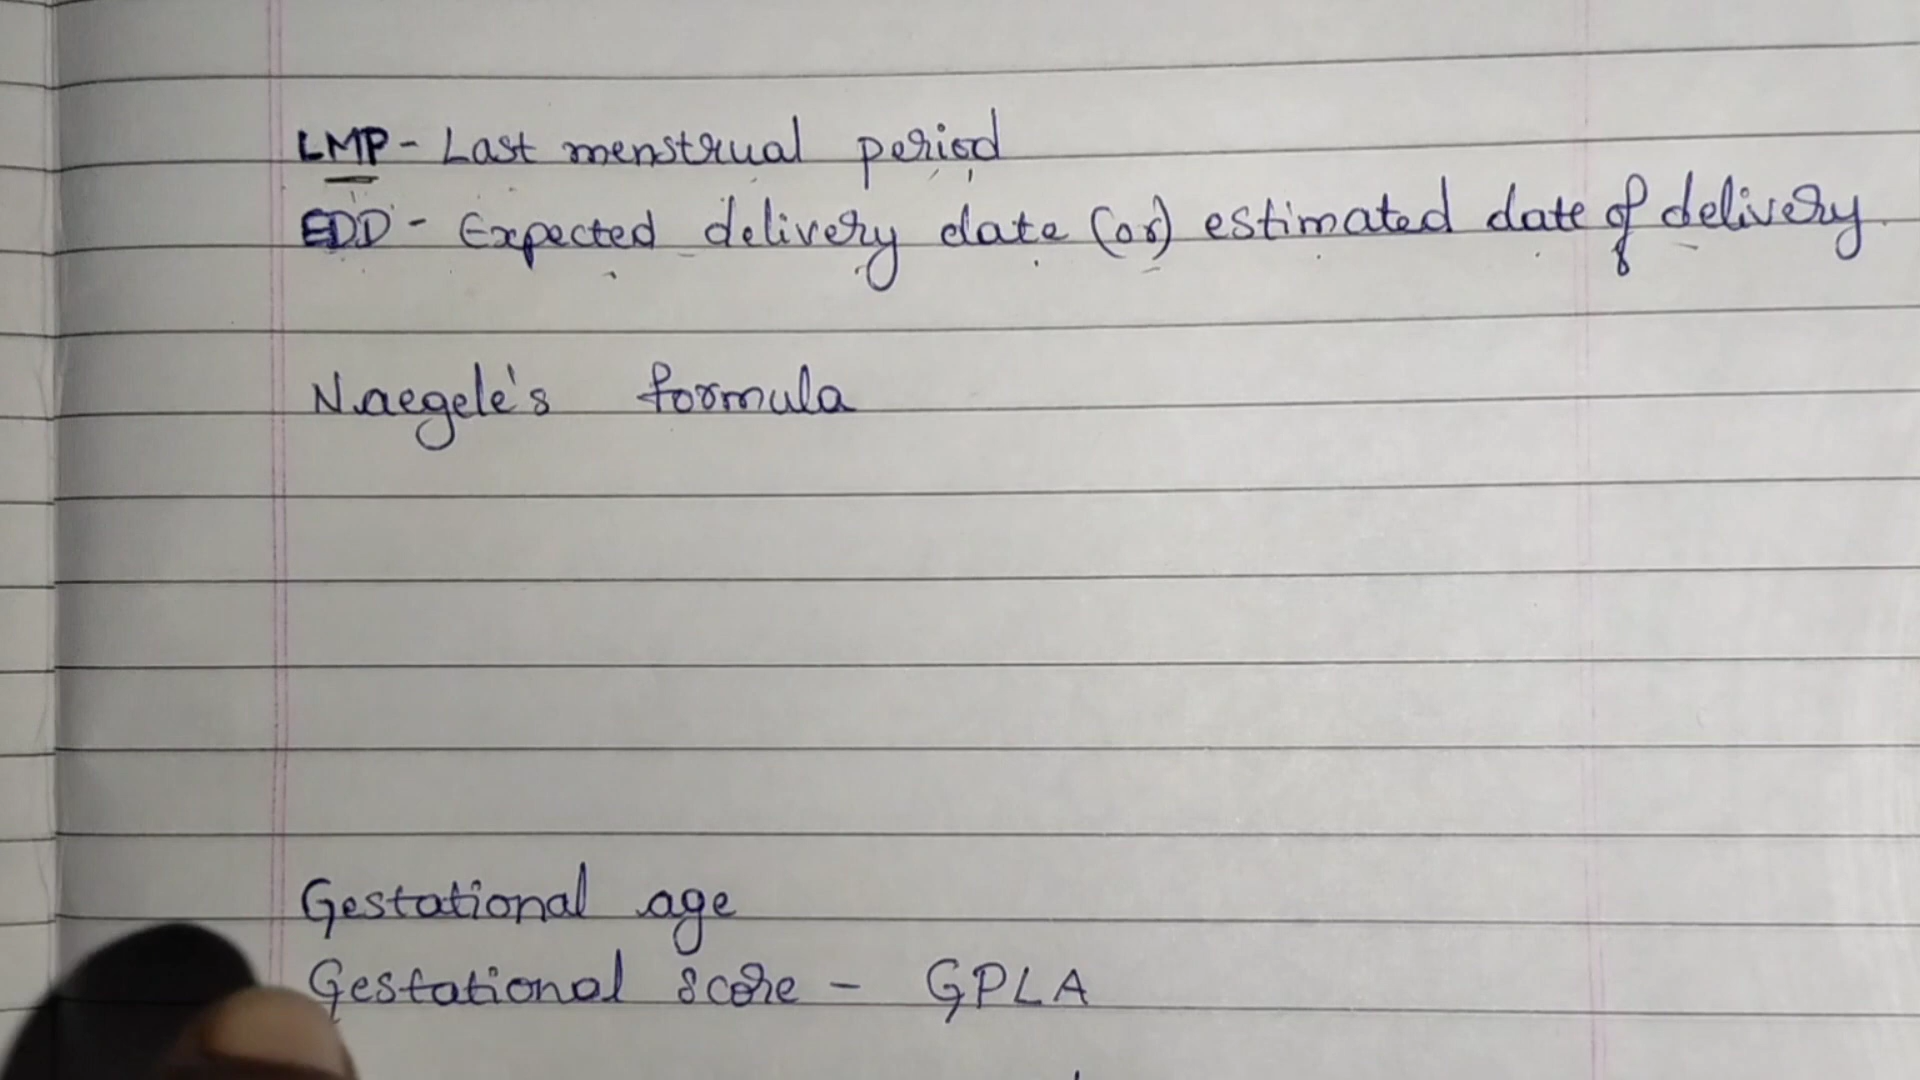 LMP - Last menstrual period
EDD - Expected delivery date (or) estimated date of delivery.
Naegele's formula
Gestational age
Gestational score - GPLA